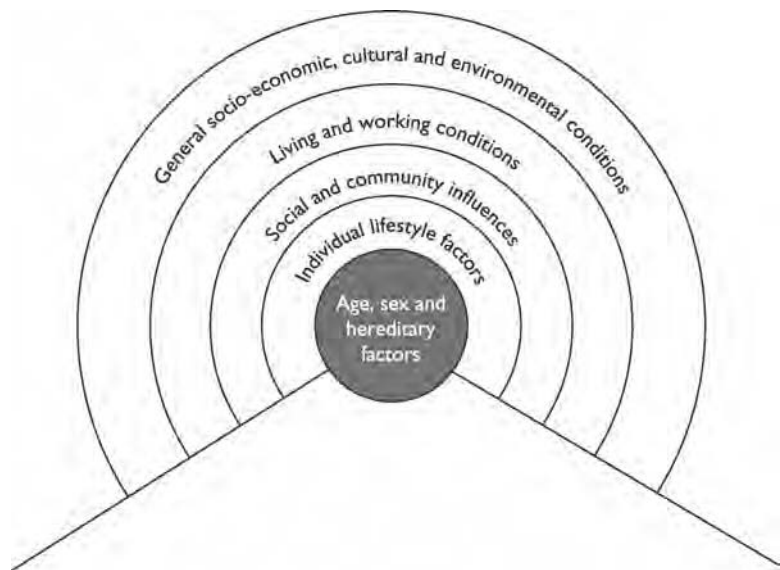 General socio-economic, cultural and environmental conditions
Living and working conditions
Social and community influences
Individual lifestyle factors
Age, sex and
hereditary
factors